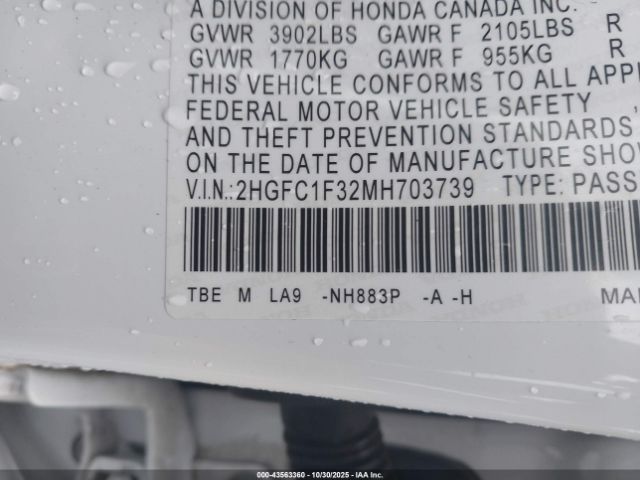 A DIVISION OF HONDA CANADA INC.
GVWR 3902LBS GAWR F 2105LBS R
GVWR 1770KG GAWR F 955KG R
THIS VEHICLE CONFORMS TO ALL APPL
FEDERAL MOTOR VEHICLE SAFETY
AND THEFT PREVENTION STANDARDS,
ON THE DATE OF MANUFACTURE SHO
V.I.N.:2HGFC1F32MH703739 TYPE: PASS
TBE M LA9 -NH883P -A -H MA
000-43563360 - 10/30/2025 - IAA Inc.